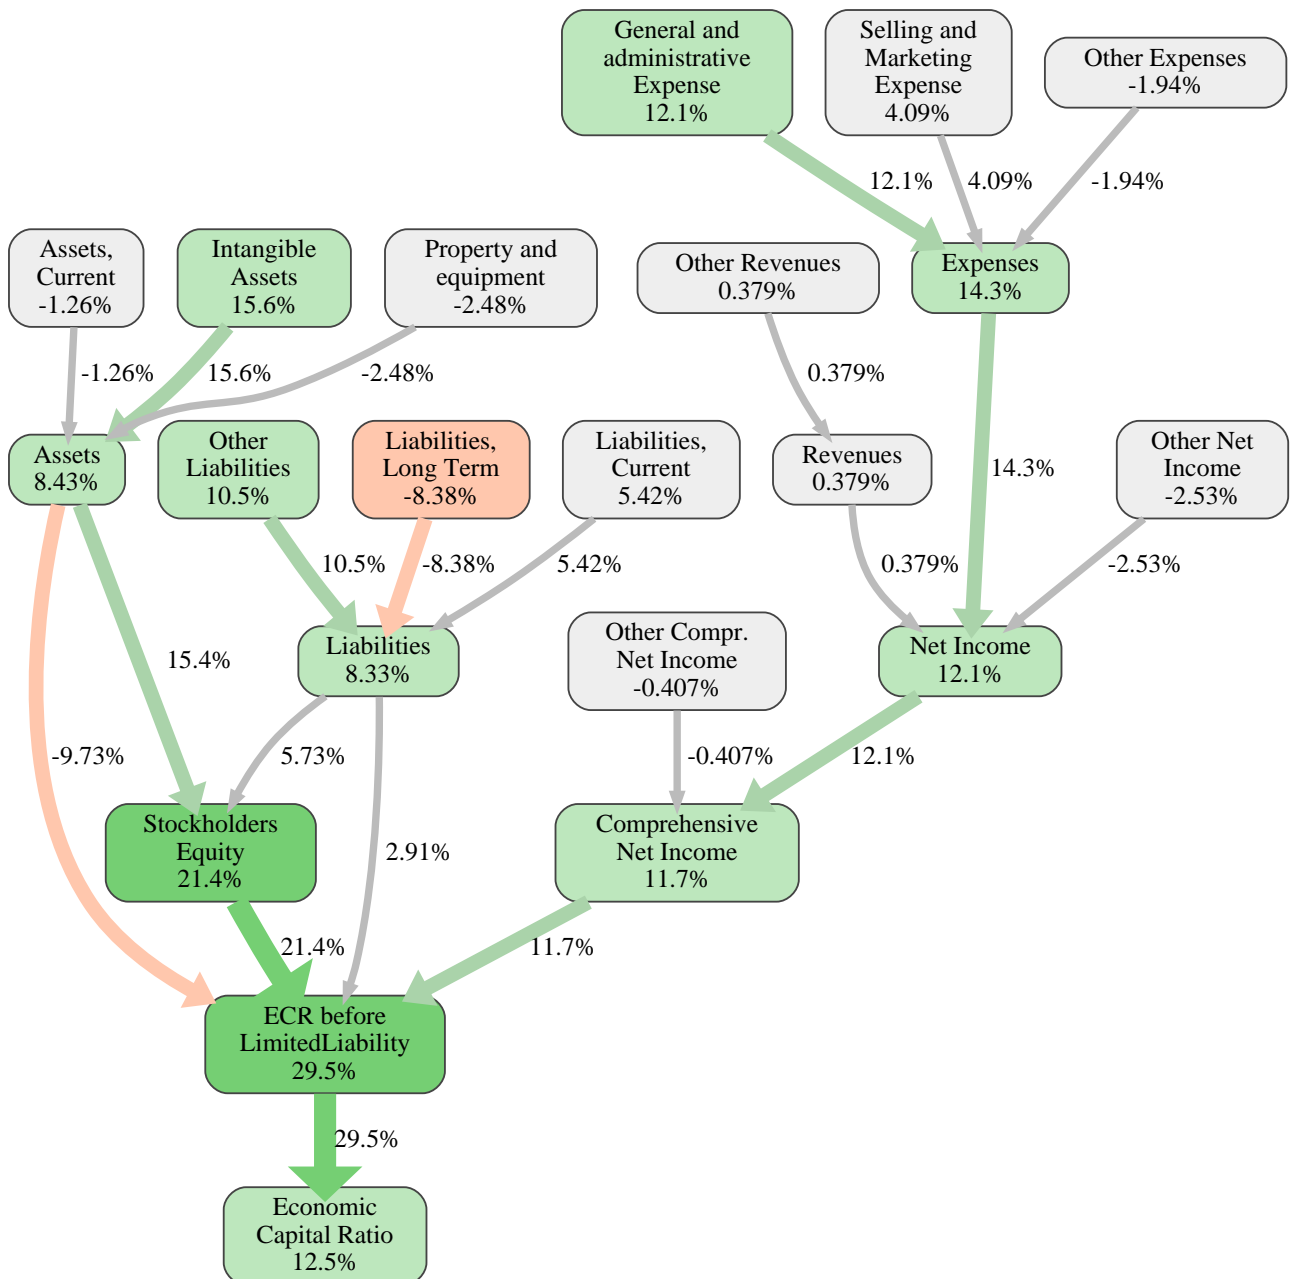 General and
administrative
Expense
12.1%
Selling and
Marketing
Expense
4.09%
Other Expenses
-1.94%
12.1%
4.09%
-1.94%
Assets,
Current
-1.26%
Intangible
Assets
15.6%
Property and
equipment
-2.48%
Other Revenues
0.379%
Expenses
14.3%
-1.26%
15.6%
-2.48%
0.379%
Assets
8.43%
Other
Liabilities
10.5%
Liabilities,
Long Term
-8.38%
Liabilities,
Current
5.42%
Revenues
0.379%
14.3%
Other Net
Income
-2.53%
10.5%
-8.38%
5.42%
0.379%
-2.53%
15.4%
Liabilities
8.33%
Other Compr.
Net Income
-0.407%
Net Income
12.1%
-9.73%
5.73%
-0.407%
12.1%
Stockholders
Equity
21.4%
2.91%
Comprehensive
Net Income
11.7%
21.4%
11.7%
ECR before
LimitedLiability
29.5%
29.5%
Economic
Capital Ratio
12.5%